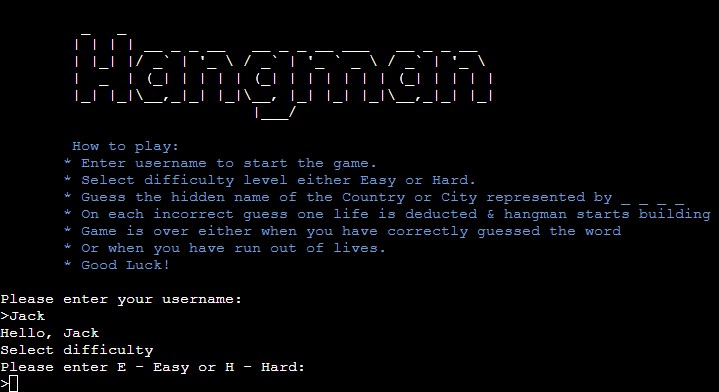 Hangman
How to play:
* Enter username to start the game.
* Select difficulty level either Easy or Hard.
* Guess the hidden name of the Country or City represented by _ _ _ _
* On each incorrect guess one life is deducted & hangman starts building
* Game is over either when you have correctly guessed the word
* Or when you have run out of lives.
* Good Luck!
Please enter your username:
>Jack
Hello, Jack
Select difficulty
Please enter E - Easy or H - Hard:
>